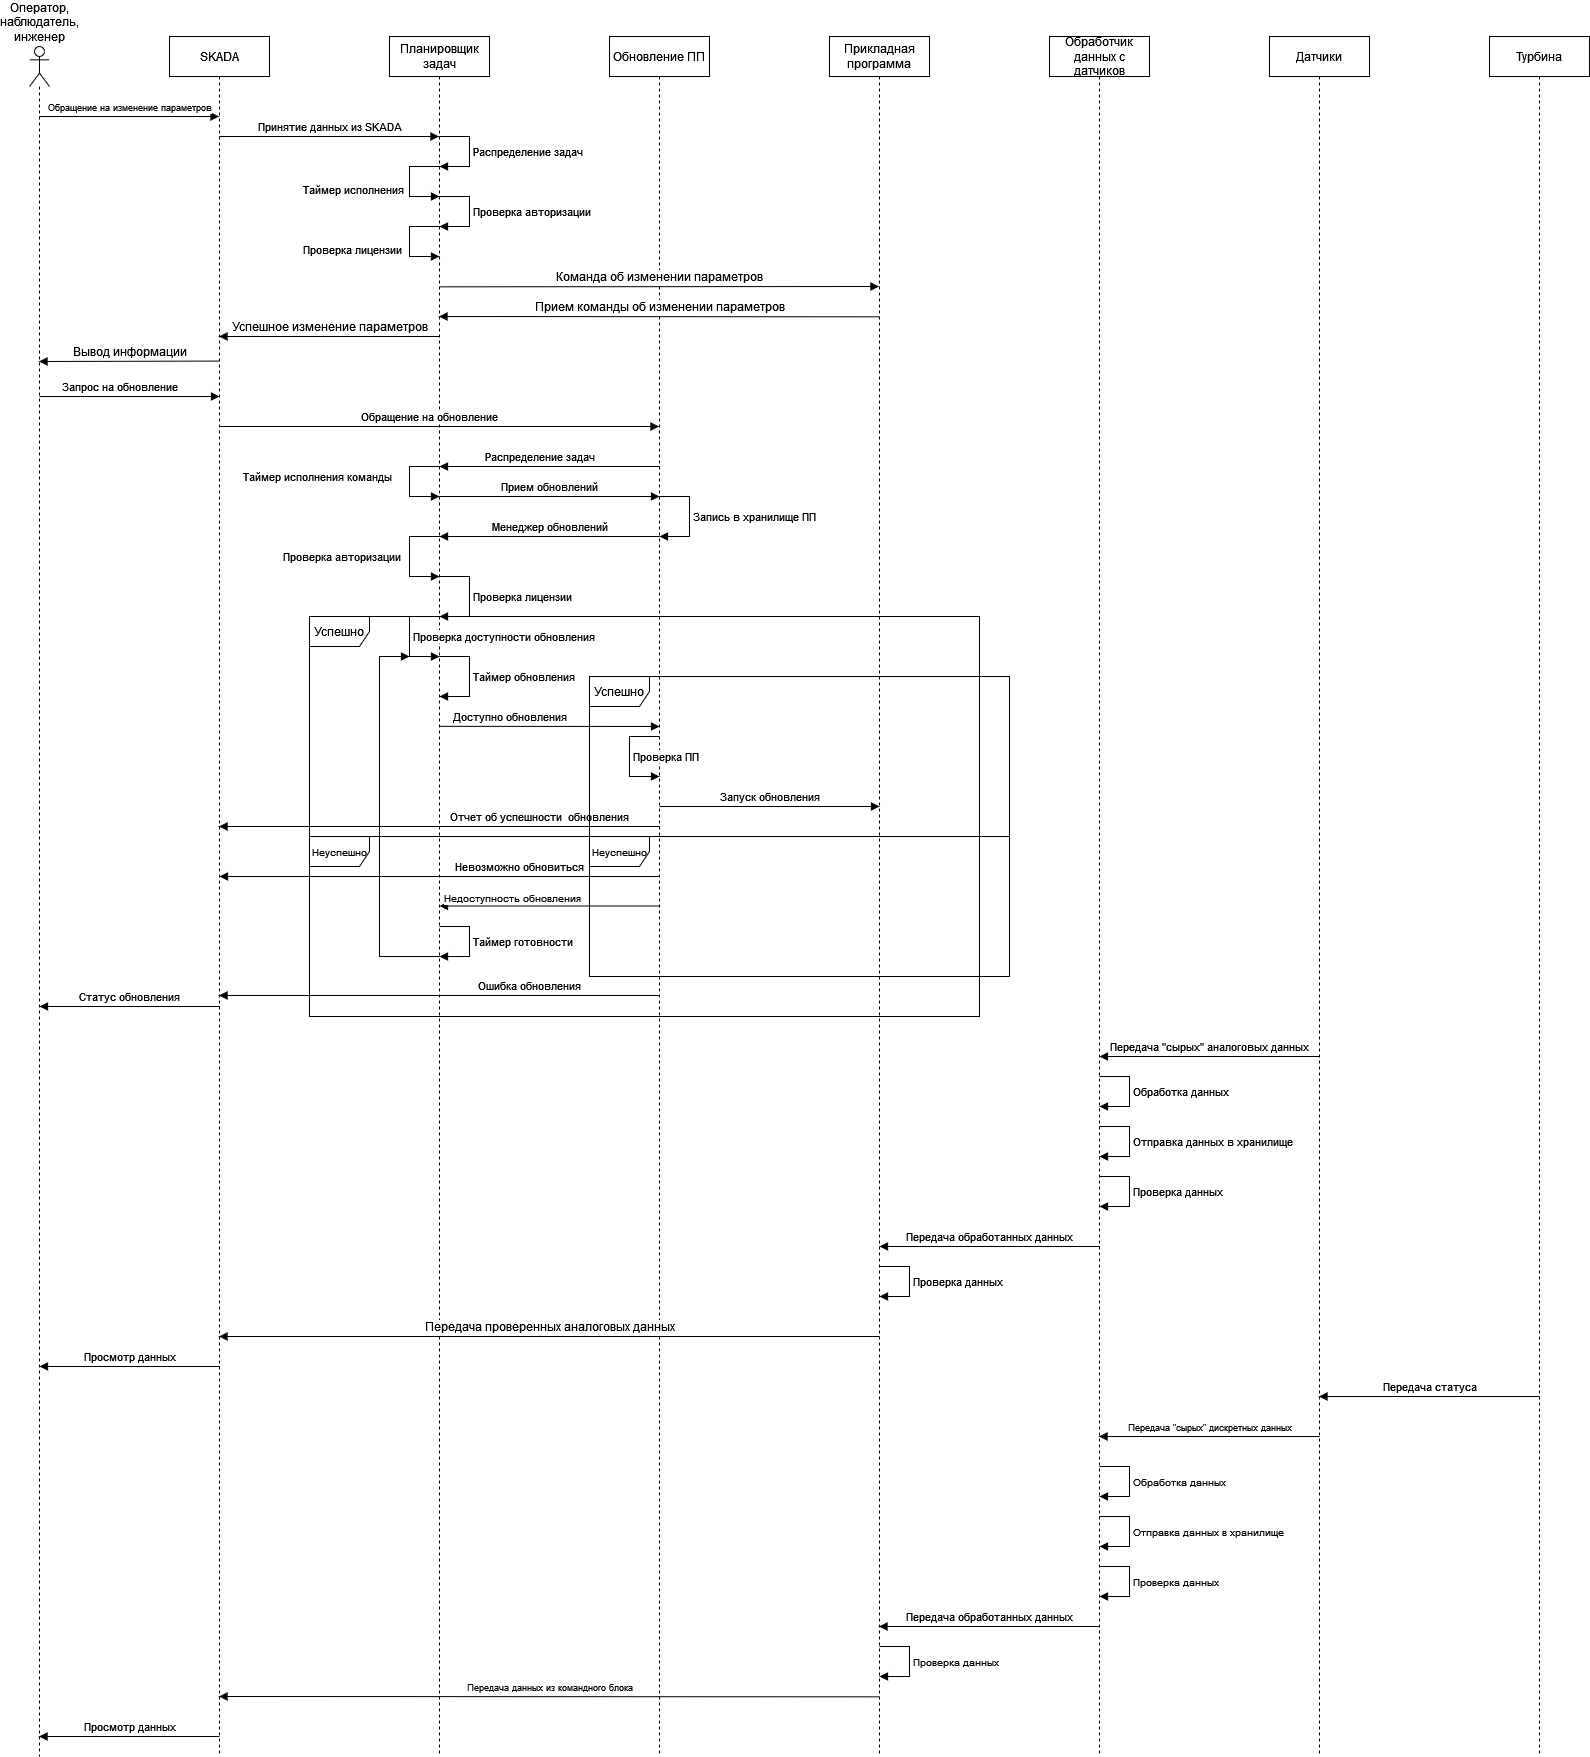 Оператор,
наблюдатель,
инженер
SKADA
Планировщик
задач
Обновление ПП
Прикладная
программа
Обработчик
данных с
датчиков
Датчики
Турбина
Обращение на изменение параметров
Принятие данных из SKADA
Распределение задач
Таймер исполнения
Проверка авторизации
Проверка лицензии
Команда об изменении параметров
Прием команды об изменении параметров
Успешное изменение параметров
Вывод информации
Запрос на обновление
Обращение на обновление
Распределение задач
Таймер исполнения команды
Прием обновлений
Запись в хранилище ПП
Менеджер обновлений
Проверка авторизации
Проверка лицензии
Успешно
Проверка доступности обновления
Таймер обновления
Успешно
Доступно обновления
Проверка ПП
Запуск обновления
Отчет об успешности  обновления
Неуспешно
Неуспешно
Невозможно обновиться
Недоступность обновления
Таймер готовности
Ошибка обновления
Статус обновления
Передача "сырых" аналоговых данных
Обработка данных
Отправка данных в хранилище
Проверка данных
Передача обработанных данных
Проверка данных
Передача проверенных аналоговых данных
Просмотр данных
Передача статуса
Передача "сырых" дискретных данных
Обработка данных
Отправка данных в хранилище
Проверка данных
Передача обработанных данных
Проверка данных
Передача данных из командного блока
Просмотр данных